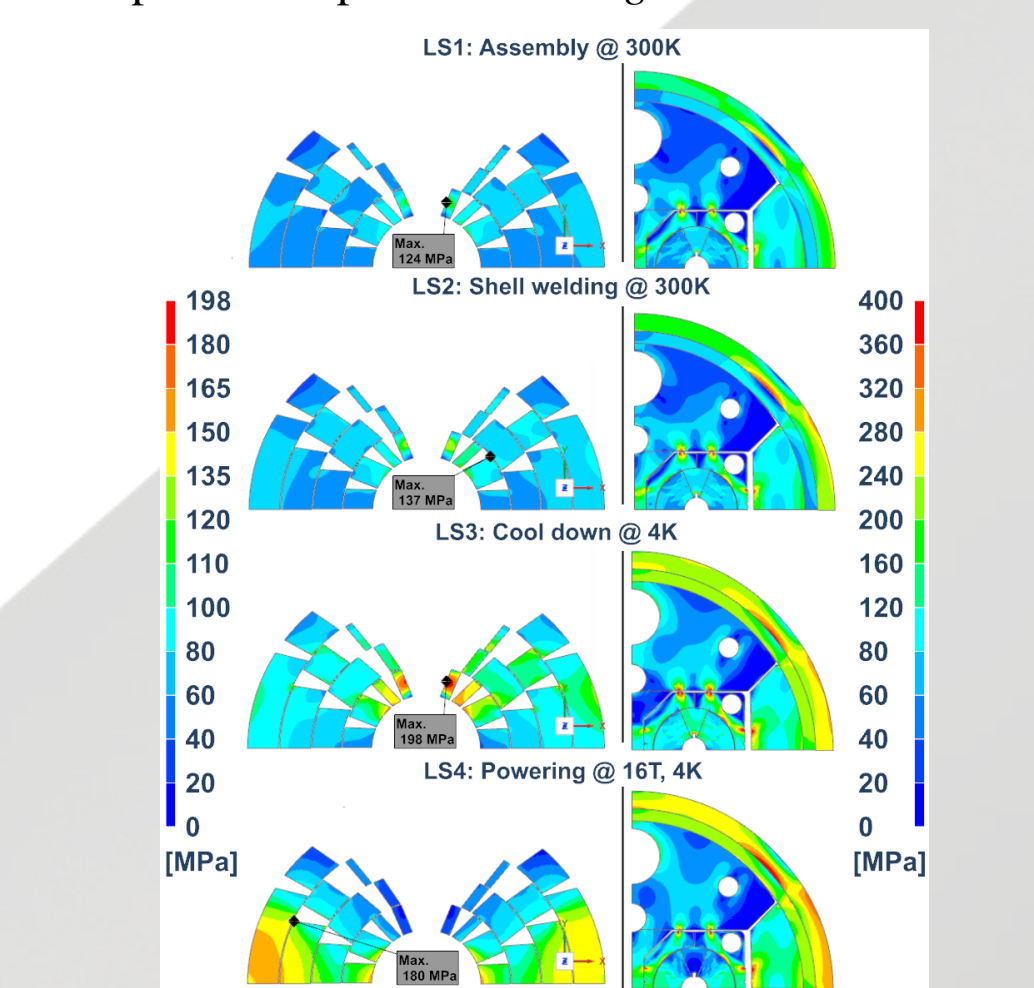 LS1: Assembly @ 300K
Max.
124 MPa
Y
Z
X
LS2: Shell welding @ 300K
198
180
165
150
135
120
110
100
80
60
40
20
0
[MPa]
400
360
320
280
240
200
160
120
80
60
40
20
0
[MPa]
Max.
137 MPa
Z
X
LS3: Cool down @ 4K
Max.
198 MPa
Z
X
LS4: Powering @ 16T, 4K
Max.
180 MPa
Z
X